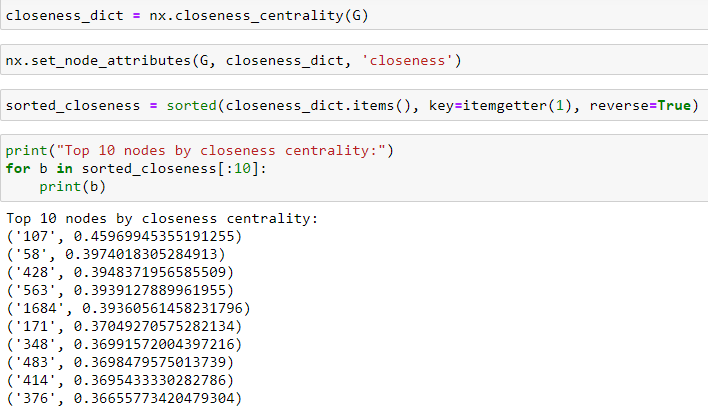 closeness_dict = nx.closeness_centrality(G)
nx.set_node_attributes(G, closeness_dict, 'closeness')
sorted_closeness = sorted(closeness_dict.items(), key=itemgetter(1), reverse=True)
print("Top 10 nodes by closeness centrality:")
for b in sorted_closeness[:10]:
    print(b)
Top 10 nodes by closeness centrality:
('107', 0.45969945355191255)
('58', 0.3974018305284913)
('428', 0.3948371956585509)
('563', 0.3939127889961955)
('1684', 0.39360561458231796)
('171', 0.37049270575282134)
('348', 0.36991572004397216)
('483', 0.3698479575013739)
('414', 0.3695433330282786)
('376', 0.36655773420479304)